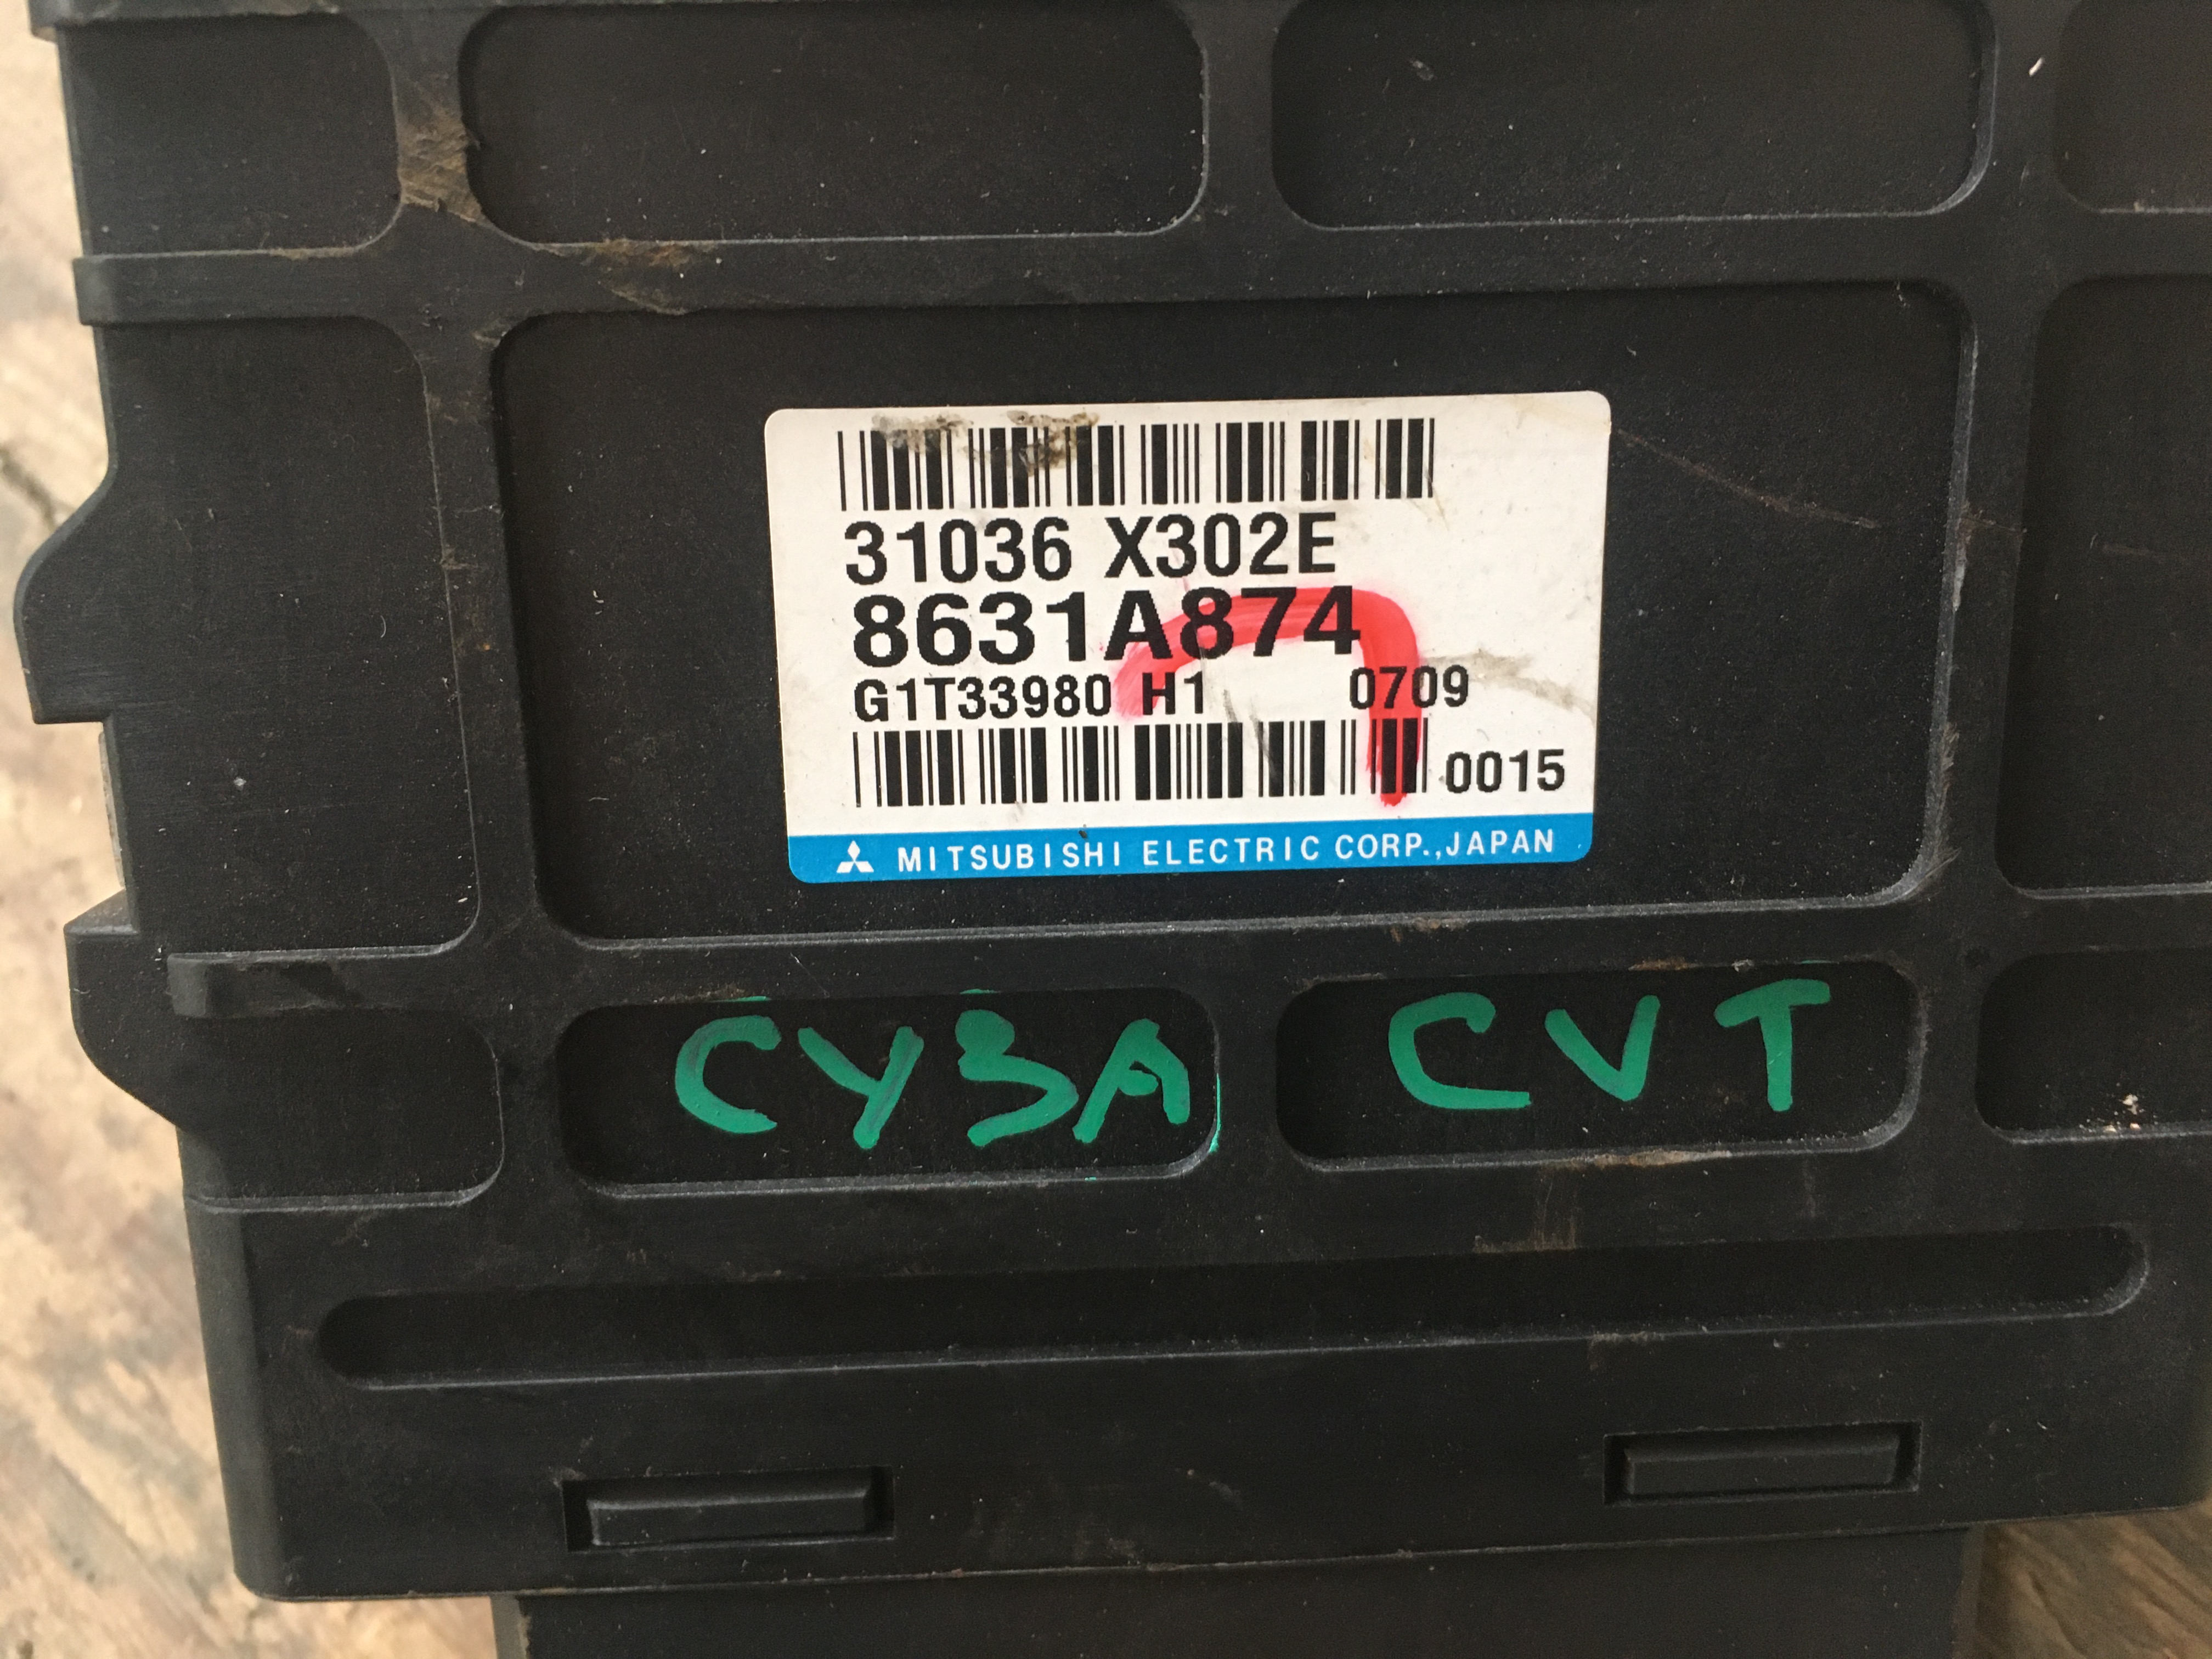 31036 X302E
8631A874
G1T33980 H1 0709
0015
MITSUBISHI ELECTRIC CORP.,JAPAN
CY3A CVT